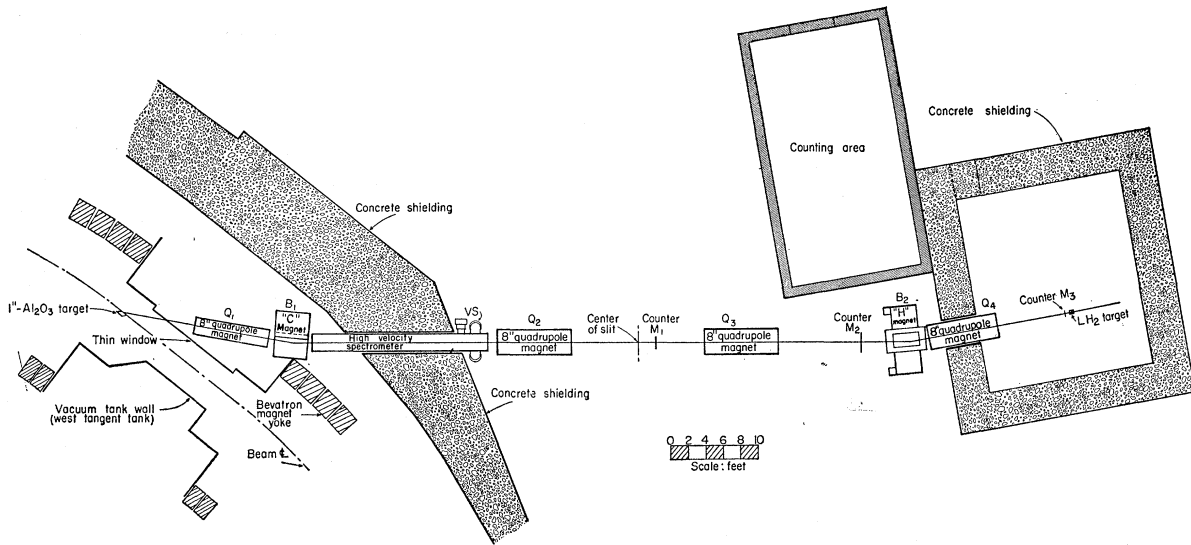 Concrete shielding
Counting area
Concrete shielding
1"-Al2O3 target
Q1
8" quadrupole
magnet
B1
"C"
Magnet
VS
High velocity
spectrometer
Q2
8" quadrupole
magnet
Center
of slit
Counter
M1
Q3
8" quadrupole
magnet
Counter
M2
B2
"H"
magnet
Q4
8" quadrupole
magnet
Counter M3
LH2 target
Thin window
Vacuum tank wall
(west tangent tank)
Bevatron
magnet
yoke
Beam ℄
Concrete shielding
0 2 4 6 8 10
Scale: feet